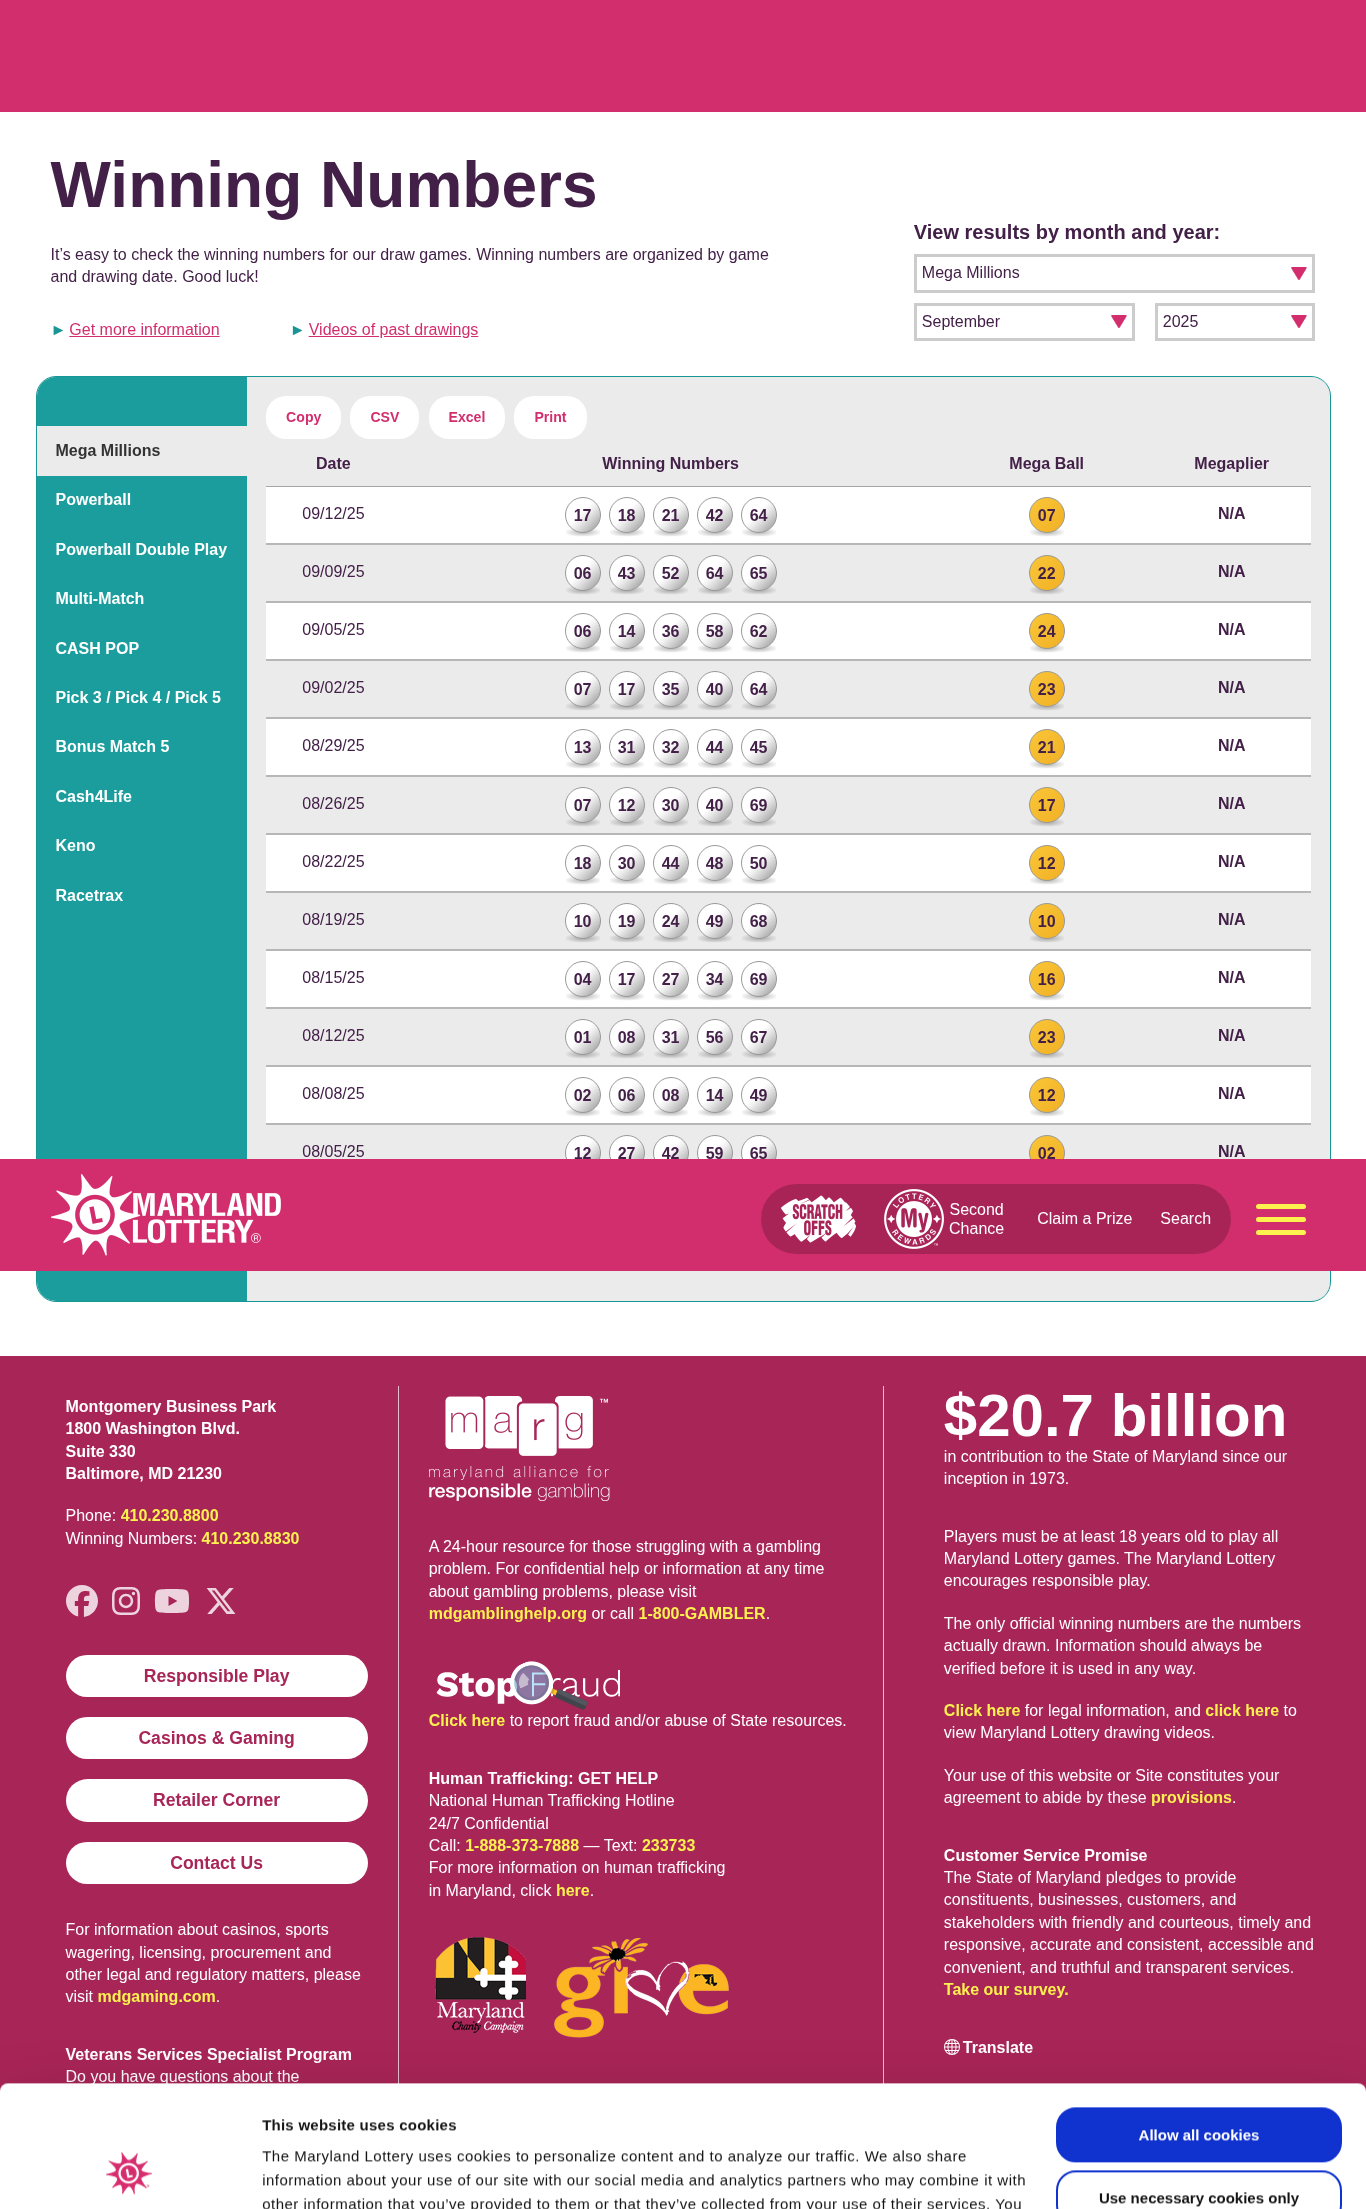 Winning Numbers
It's easy to check the winning numbers for our draw games. Winning numbers are organized by game
and drawing date. Good luck!
► Get more information
► Videos of past drawings
View results by month and year:
Mega Millions
September
2025
Mega Millions
Powerball
Powerball Double Play
Multi-Match
CASH POP
Pick 3 / Pick 4 / Pick 5
Bonus Match 5
Cash4Life
Keno
Racetrax
Copy CSV Excel Print
Date Winning Numbers Mega Ball Megaplier
09/12/25 17 18 21 42 64 07 N/A
09/09/25 06 43 52 64 65 22 N/A
09/05/25 06 14 36 58 62 24 N/A
09/02/25 07 17 35 40 64 23 N/A
08/29/25 13 31 32 44 45 21 N/A
08/26/25 07 12 30 40 69 17 N/A
08/22/25 18 30 44 48 50 12 N/A
08/19/25 10 19 24 49 68 10 N/A
08/15/25 04 17 27 34 69 16 N/A
08/12/25 01 08 31 56 67 23 N/A
08/08/25 02 06 08 14 49 12 N/A
08/05/25 12 27 42 59 65 02 N/A
L MARYLAND
LOTTERY®
SCRATCH
OFFS
LOTTERY
My
REWARDS
Second
Chance
Claim a Prize
Search
Montgomery Business Park
1800 Washington Blvd.
Suite 330
Baltimore, MD 21230
Phone: 410.230.8800
Winning Numbers: 410.230.8830
Responsible Play
Casinos & Gaming
Retailer Corner
Contact Us
For information about casinos, sports
wagering, licensing, procurement and
other legal and regulatory matters, please
visit mdgaming.com.
Veterans Services Specialist Program
Do you have questions about the
marg™
maryland alliance for
responsible gambling
A 24-hour resource for those struggling with a gambling
problem. For confidential help or information at any time
about gambling problems, please visit
mdgamblinghelp.org or call 1-800-GAMBLER.
StopFraud
Click here to report fraud and/or abuse of State resources.
Human Trafficking: GET HELP
National Human Trafficking Hotline
24/7 Confidential
Call: 1-888-373-7888 — Text: 233733
For more information on human trafficking
in Maryland, click here.
Maryland
Charity Campaign
give
$20.7 billion
in contribution to the State of Maryland since our
inception in 1973.
Players must be at least 18 years old to play all
Maryland Lottery games. The Maryland Lottery
encourages responsible play.
The only official winning numbers are the numbers
actually drawn. Information should always be
verified before it is used in any way.
Click here for legal information, and click here to
view Maryland Lottery drawing videos.
Your use of this website or Site constitutes your
agreement to abide by these provisions.
Customer Service Promise
The State of Maryland pledges to provide
constituents, businesses, customers, and
stakeholders with friendly and courteous, timely and
responsive, accurate and consistent, accessible and
convenient, and truthful and transparent services.
Take our survey.
Translate
This website uses cookies
The Maryland Lottery uses cookies to personalize content and to analyze our traffic. We also share
information about your use of our site with our social media and analytics partners who may combine it with
other information that you've provided to them or that they've collected from your use of their services. You
Allow all cookies
Use necessary cookies only